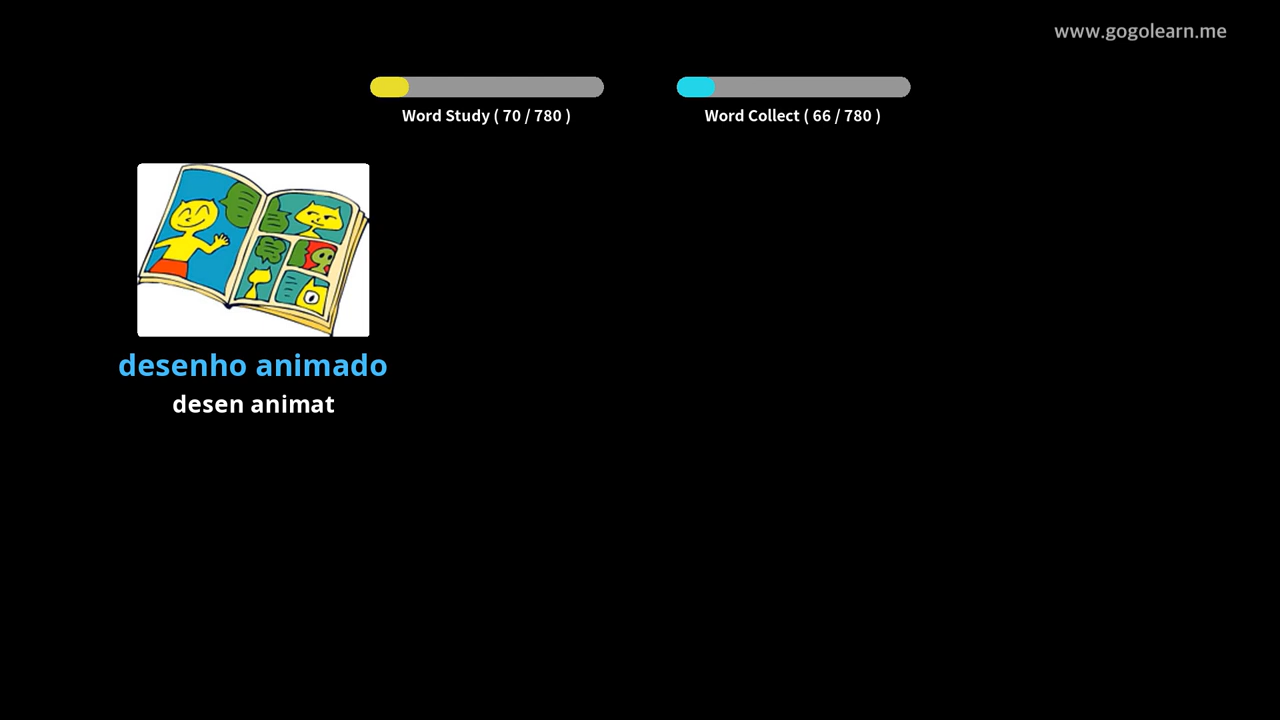 www.gogolearn.me
Word Study ( 70 / 780 )
Word Collect ( 66 / 780 )
desenho animado
desen animat